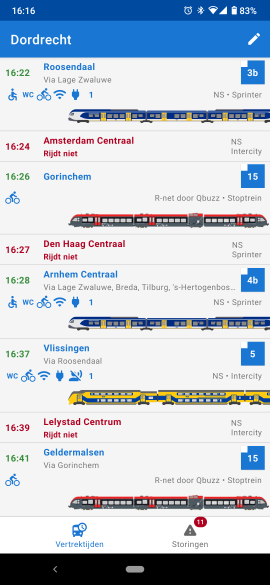 16:16
83%
Dordrecht
16:22 Roosendaal 3b
Via Lage Zwaluwe
WC 1 NS • Sprinter
16:24 Amsterdam Centraal NS
Rijdt niet Intercity
16:26 Gorinchem 15
R-net door Qbuzz • Stoptrein
16:27 Den Haag Centraal NS
Rijdt niet Sprinter
16:28 Arnhem Centraal 4b
Via Lage Zwaluwe, Breda, Tilburg, 's-Hertogenbos...
WC 1 NS • Sprinter
16:37 Vlissingen 5
Via Roosendaal
WC 1 NS • Intercity
16:39 Lelystad Centrum NS
Rijdt niet Intercity
16:41 Geldermalsen 15
Via Gorinchem
R-net door Qbuzz • Stoptrein
11
Vertrektijden Storingen